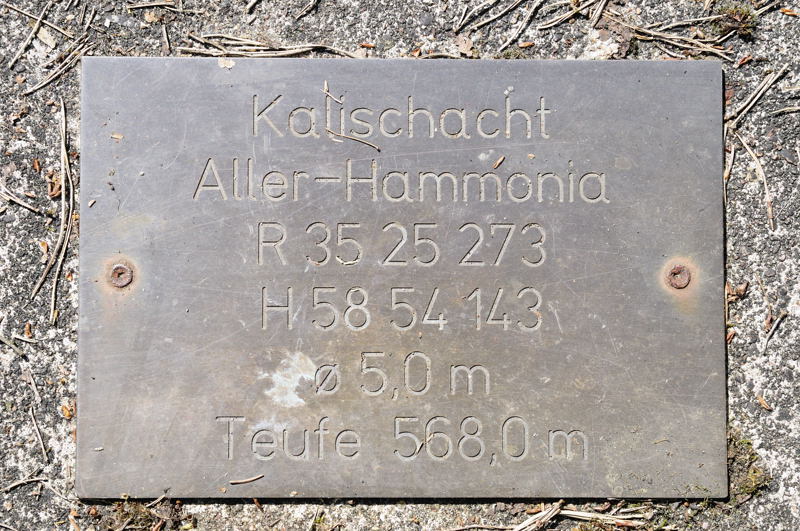 Kalischacht
Aller-Hammonia
R 35 25 273
H 58 54 143
ø 5,0 m
Teufe 568,0 m